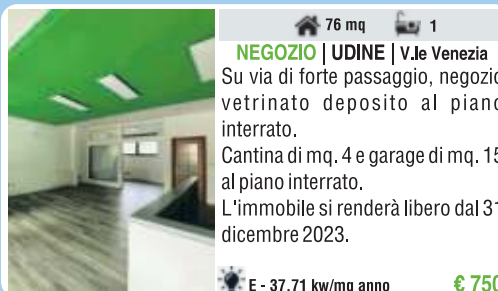 76 mq 1
NEGOZIO | UDINE | V.le Venezia
Su via di forte passaggio, negozio
vetrinato deposito al piano
interrato.
Cantina di mq. 4 e garage di mq. 15
al piano interrato.
L'immobile si renderà libero dal 31
dicembre 2023.
E - 37,71 kw/mq anno € 750